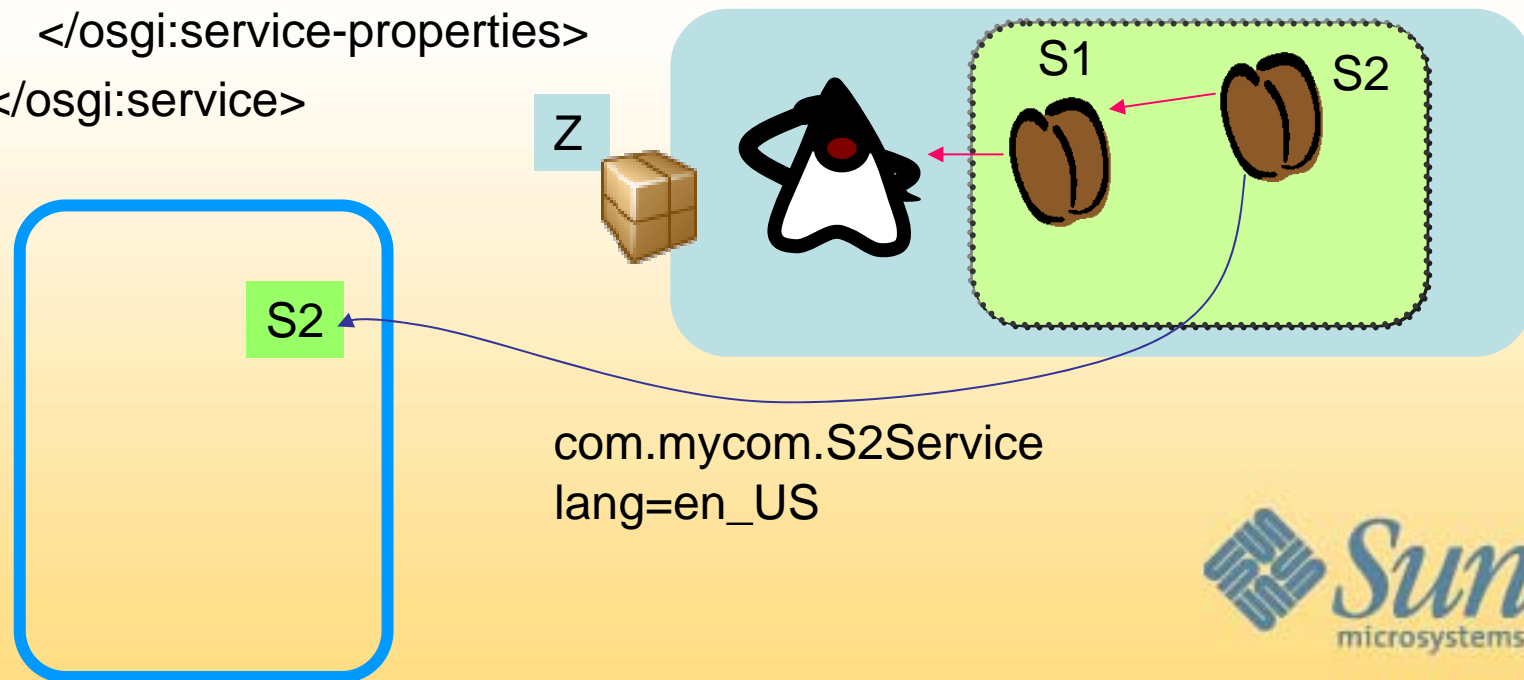 </osgi:service-properties>
</osgi:service>
Z
S1
S2
S2
com.mycom.S2Service
lang=en_US
Sun
microsystems